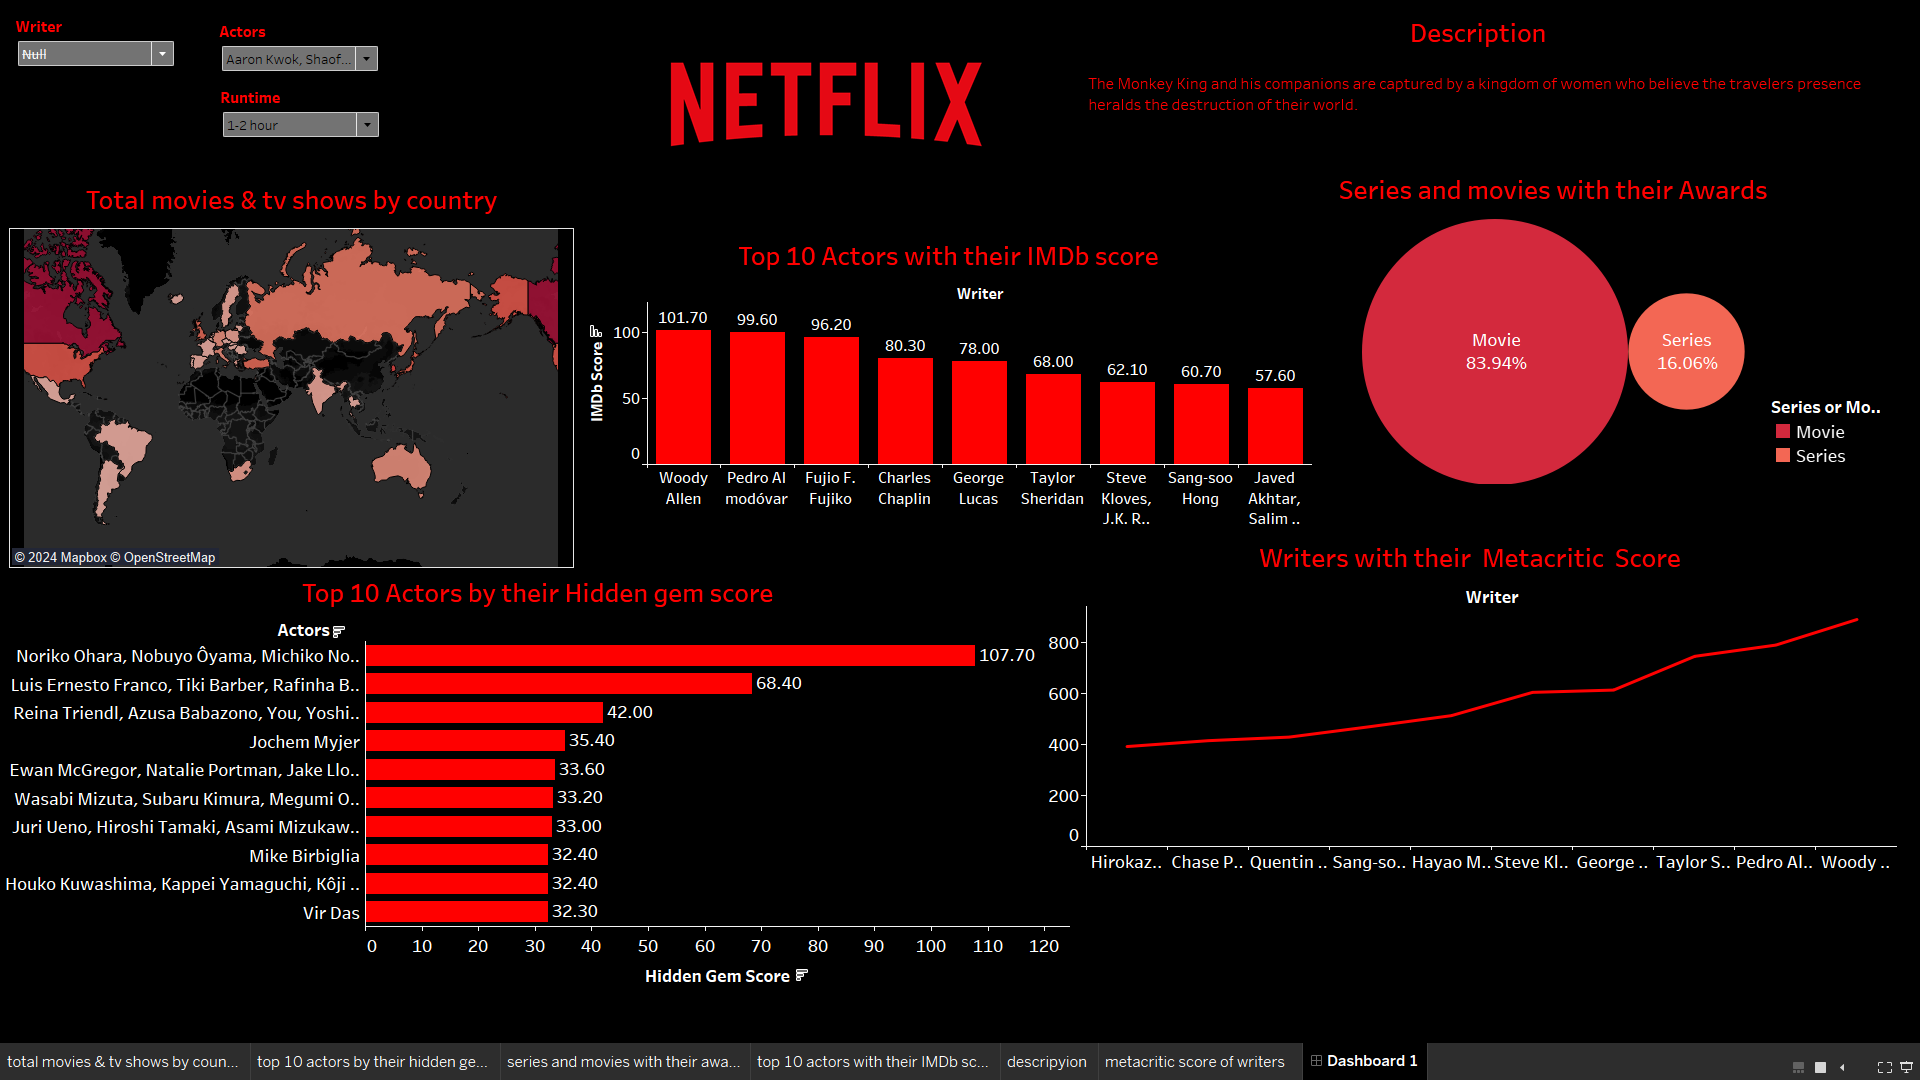 Writer
Null
Actors
Aaron Kwok, Shaof...
Runtime
1-2 hour
NETFLIX
Description
The Monkey King and his companions are captured by a kingdom of women who believe the travelers presence
heralds the destruction of their world.
Total movies & tv shows by country
© 2024 Mapbox © OpenStreetMap
Top 10 Actors with their IMDb score
Writer
IMDb Score
100
50
0
101.70
99.60
96.20
80.30
78.00
68.00
62.10
60.70
57.60
Woody
Allen
Pedro Al
modóvar
Fujio F.
Fujiko
Charles
Chaplin
George
Lucas
Taylor
Sheridan
Steve
Kloves,
J.K. R..
Sang-soo
Hong
Javed
Akhtar,
Salim ..
Series and movies with their Awards
Movie
83.94%
Series
16.06%
Series or Mo..
Movie
Series
Top 10 Actors by their Hidden gem score
Actors
Noriko Ohara, Nobuyo Ôyama, Michiko No.. 107.70
Luis Ernesto Franco, Tiki Barber, Rafinha B.. 68.40
Reina Triendl, Azusa Babazono, You, Yoshi.. 42.00
Jochem Myjer 35.40
Ewan McGregor, Natalie Portman, Jake Llo.. 33.60
Wasabi Mizuta, Subaru Kimura, Megumi O.. 33.20
Juri Ueno, Hiroshi Tamaki, Asami Mizukaw.. 33.00
Mike Birbiglia 32.40
Houko Kuwashima, Kappei Yamaguchi, Kôji .. 32.40
Vir Das 32.30
0 10 20 30 40 50 60 70 80 90 100 110 120
Hidden Gem Score
Writers with their Metacritic Score
Writer
800
600
400
200
0
Hirokaz.. Chase P.. Quentin .. Sang-so.. Hayao M.. Steve Kl.. George .. Taylor S.. Pedro Al.. Woody ..
total movies & tv shows by coun... top 10 actors by their hidden ge... series and movies with their awa... top 10 actors with their IMDb sc... descripyion metacritic score of writers Dashboard 1